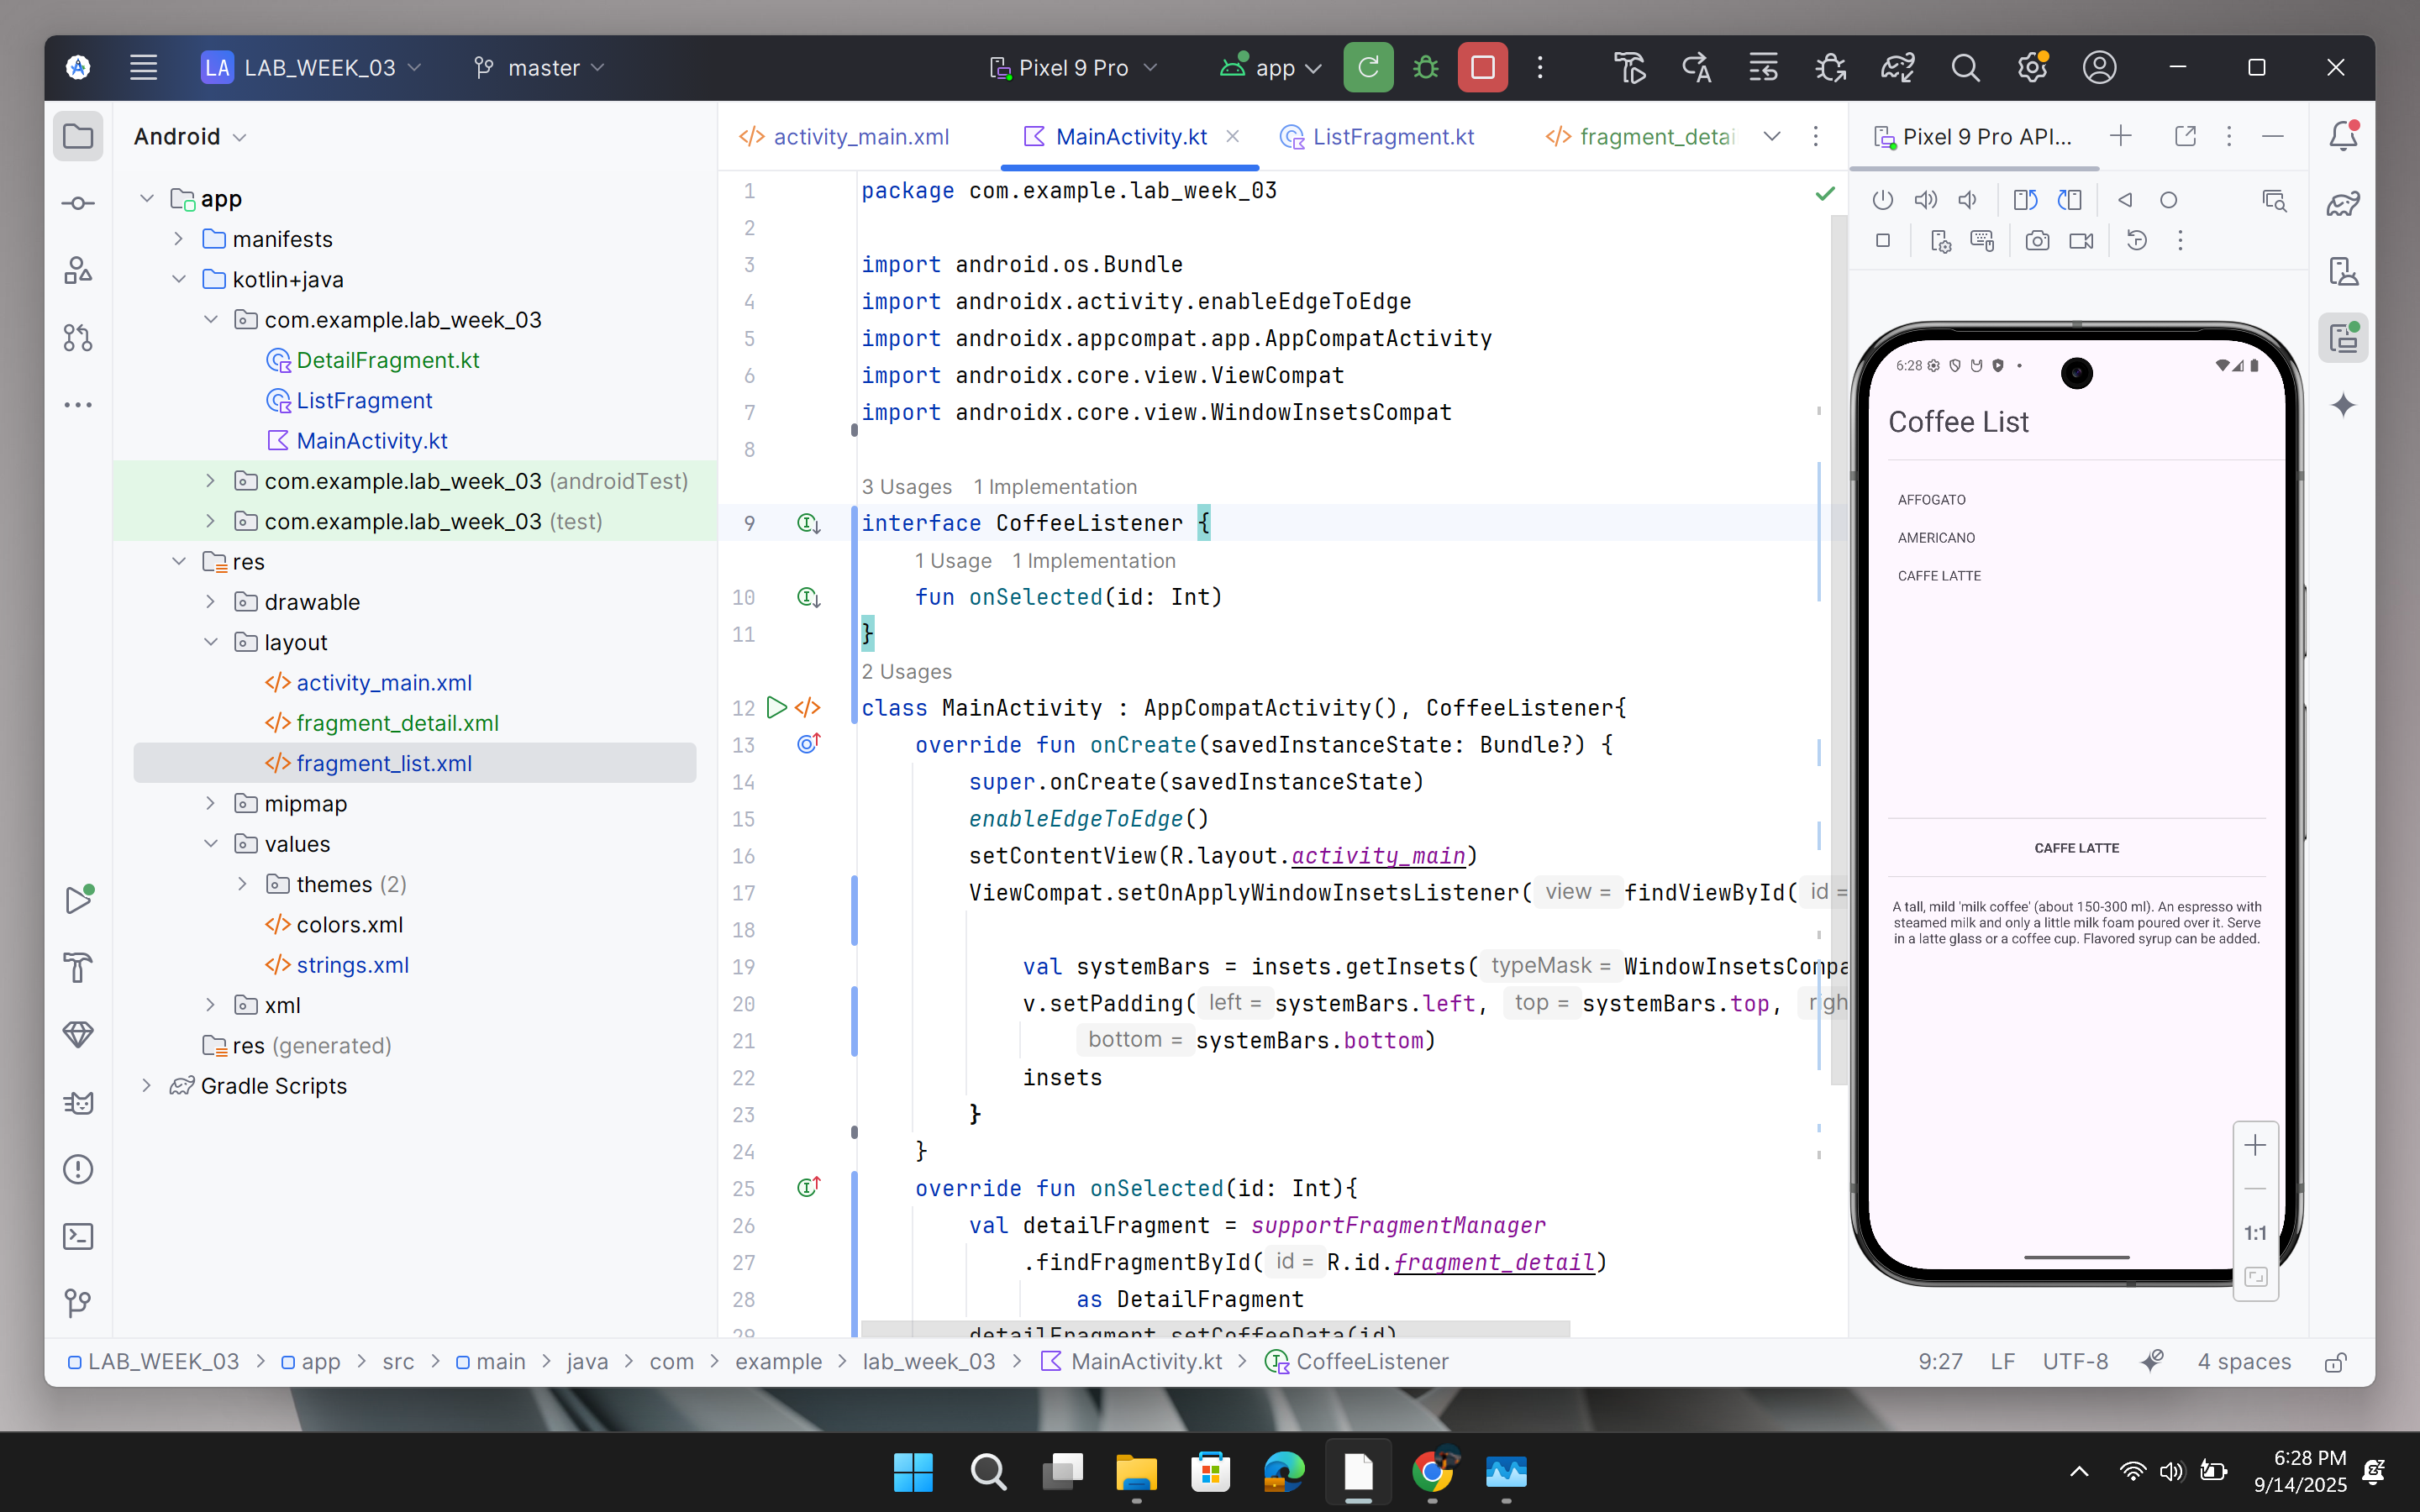 LA LAB_WEEK_03 master Pixel 9 Pro app
Android
app
manifests
kotlin+java
com.example.lab_week_03
DetailFragment.kt
ListFragment
MainActivity.kt
com.example.lab_week_03 (androidTest)
com.example.lab_week_03 (test)
res
drawable
layout
activity_main.xml
fragment_detail.xml
fragment_list.xml
mipmap
values
themes (2)
colors.xml
strings.xml
xml
res (generated)
Gradle Scripts
activity_main.xml MainActivity.kt ListFragment.kt fragment_detai
1 package com.example.lab_week_03
2
3 import android.os.Bundle
4 import androidx.activity.enableEdgeToEdge
5 import androidx.appcompat.app.AppCompatActivity
6 import androidx.core.view.ViewCompat
7 import androidx.core.view.WindowInsetsCompat
8
3 Usages 1 Implementation
9 interface CoffeeListener {
1 Usage 1 Implementation
10 fun onSelected(id: Int)
11 }
2 Usages
12 class MainActivity : AppCompatActivity(), CoffeeListener{
13 override fun onCreate(savedInstanceState: Bundle?) {
14 super.onCreate(savedInstanceState)
15 enableEdgeToEdge()
16 setContentView(R.layout.activity_main)
17 ViewCompat.setOnApplyWindowInsetsListener( view = findViewById( id =
18
19 val systemBars = insets.getInsets( typeMask = WindowInsetsCompa
20 v.setPadding( left = systemBars.left, top = systemBars.top, righ
21 bottom = systemBars.bottom)
22 insets
23 }
24 }
25 override fun onSelected(id: Int){
26 val detailFragment = supportFragmentManager
27 .findFragmentById( id = R.id.fragment_detail)
28 as DetailFragment
29 detailFragment.setCoffeeData(id)
Pixel 9 Pro API...
6:28
Coffee List
AFFOGATO
AMERICANO
CAFFE LATTE
CAFFE LATTE
A tall, mild 'milk coffee' (about 150-300 ml). An espresso with
steamed milk and only a little milk foam poured over it. Serve
in a latte glass or a coffee cup. Flavored syrup can be added.
1:1
LAB_WEEK_03 > app > src > main > java > com > example > lab_week_03 > MainActivity.kt > CoffeeListener
9:27 LF UTF-8 4 spaces
6:28 PM
9/14/2025